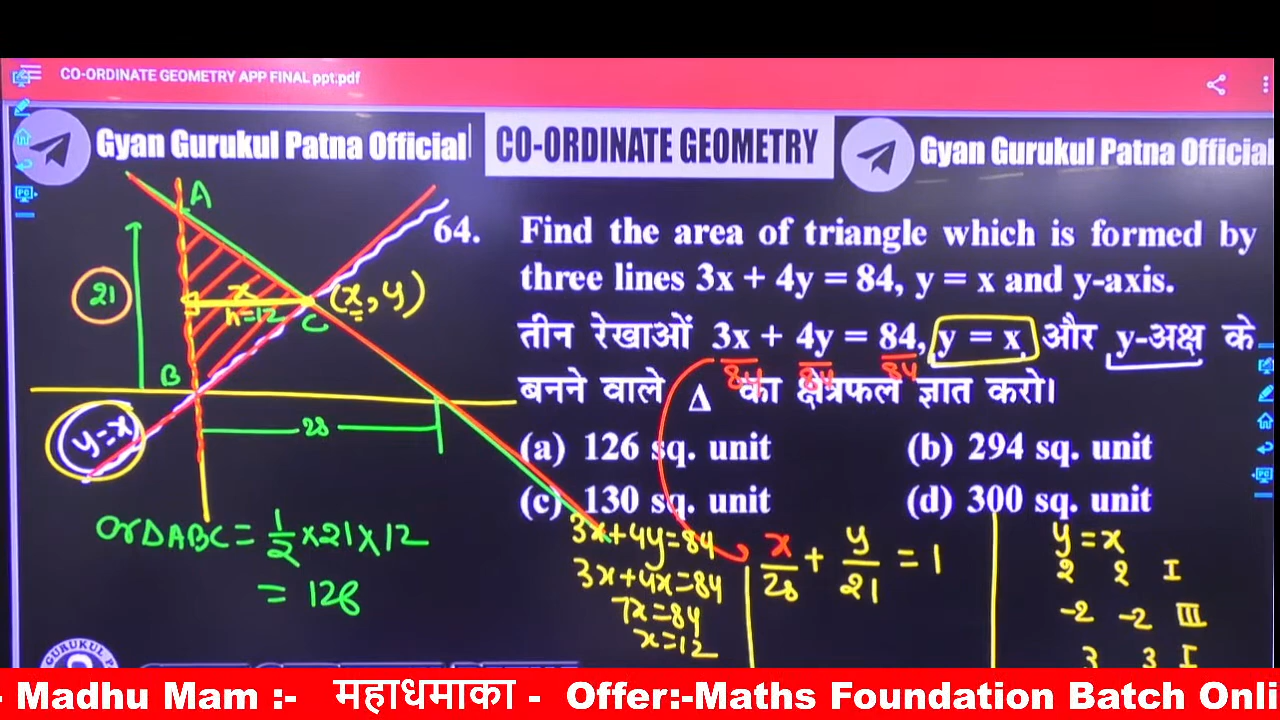 CO-ORDINATE GEOMETRY APP FINAL ppt.pdf
Gyan Gurukul Patna Official
CO-ORDINATE GEOMETRY
Gyan Gurukul Patna Official
64. Find the area of triangle which is formed by
three lines 3x + 4y = 84, y = x and y-axis.
तीन रेखाओं 3x + 4y = 84, y = x, और y-अक्ष के
84 84 84
बनने वाले Δ का क्षेत्रफल ज्ञात करो।
(a) 126 sq. unit
(b) 294 sq. unit
(c) 130 sq. unit
(d) 300 sq. unit
A
21
x
h=12
C
(x, y)
B
y=x
28
arΔABC = 1/2 × 21 × 12
= 126
3x+4y=84
3x+4x=84
7x=84
x=12
x/28 + y/21 = 1
y = x
2 2 I
-2 -2 III
3 3 I
GURUKUL P
- Madhu Mam :- महाधमाका - Offer:-Maths Foundation Batch Onli